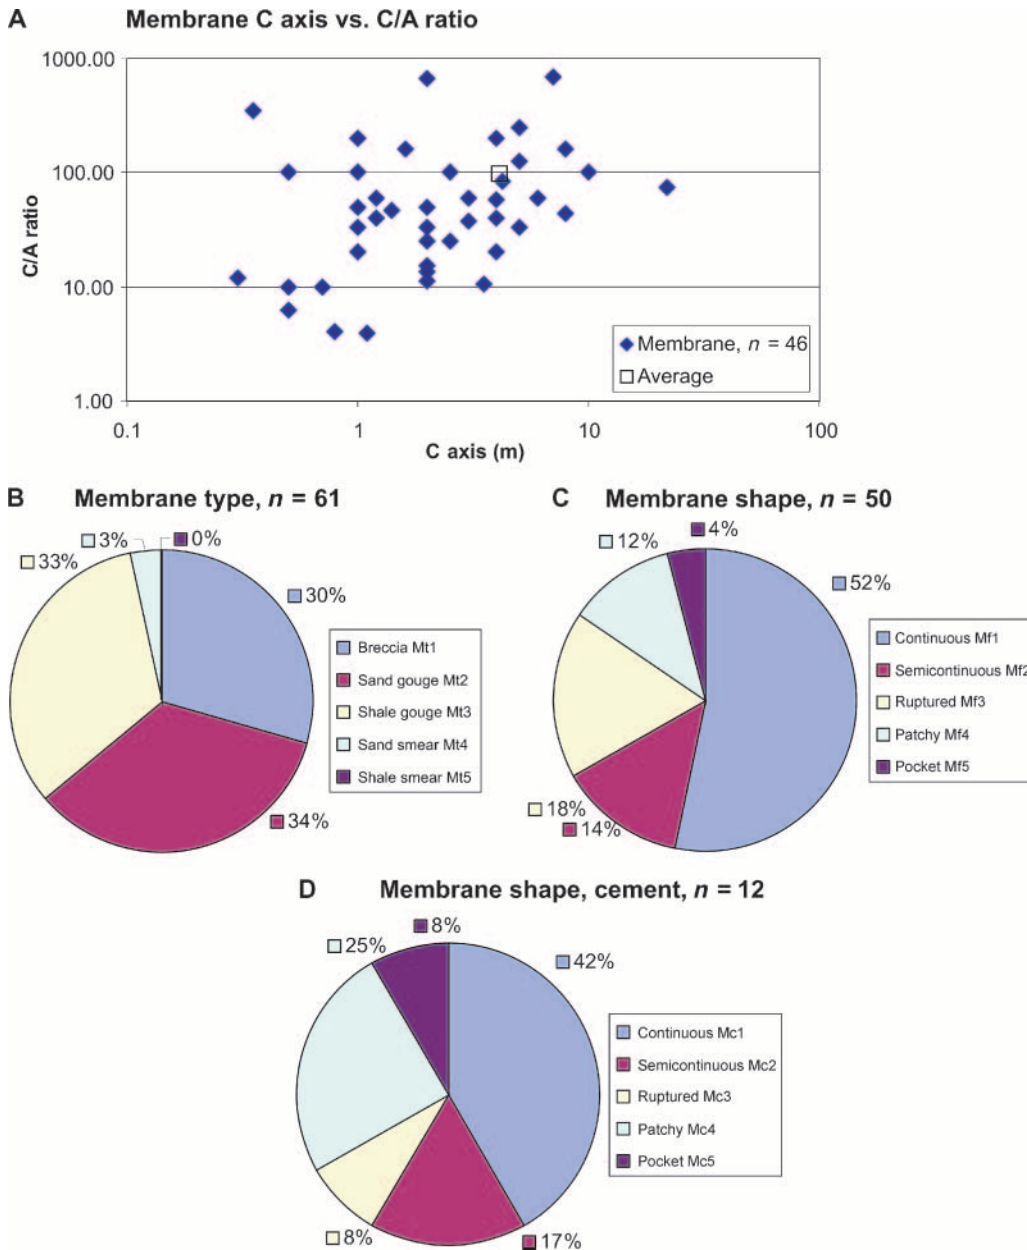 A Membrane C axis vs. C/A ratio
1000.00
100.00
10.00
1.00
C/A ratio
0.1 1 10 100
C axis (m)
Membrane, n = 46
Average
B Membrane type, n = 61
3%
0%
33%
30%
34%
Breccia Mt1
Sand gouge Mt2
Shale gouge Mt3
Sand smear Mt4
Shale smear Mt5
C Membrane shape, n = 50
4%
12%
52%
18%
14%
Continuous Mf1
Semicontinuous Mf2
Ruptured Mf3
Patchy Mf4
Pocket Mf5
D Membrane shape, cement, n = 12
8%
25%
42%
8%
17%
Continuous Mc1
Semicontinuous Mc2
Ruptured Mc3
Patchy Mc4
Pocket Mc5